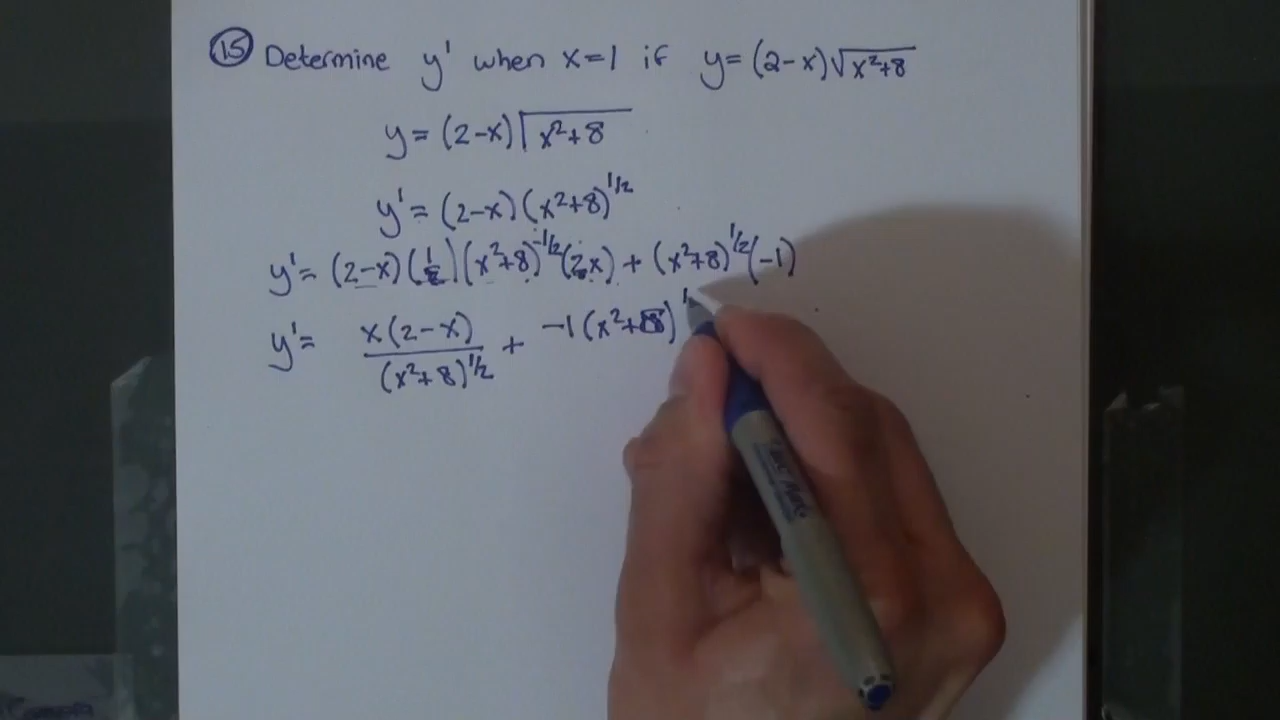 15 Determine y' when x=1 if y=(2-x)√x²+8
y=(2-x)√x²+8
y'=(2-x)(x²+8)^1/2
y'=(2-x)(1/2)(x²+8)^-1/2(2x)+(x²+8)^1/2(-1)
y'= x(2-x)/(x²+8)^1/2 + -1(x²+8)^1